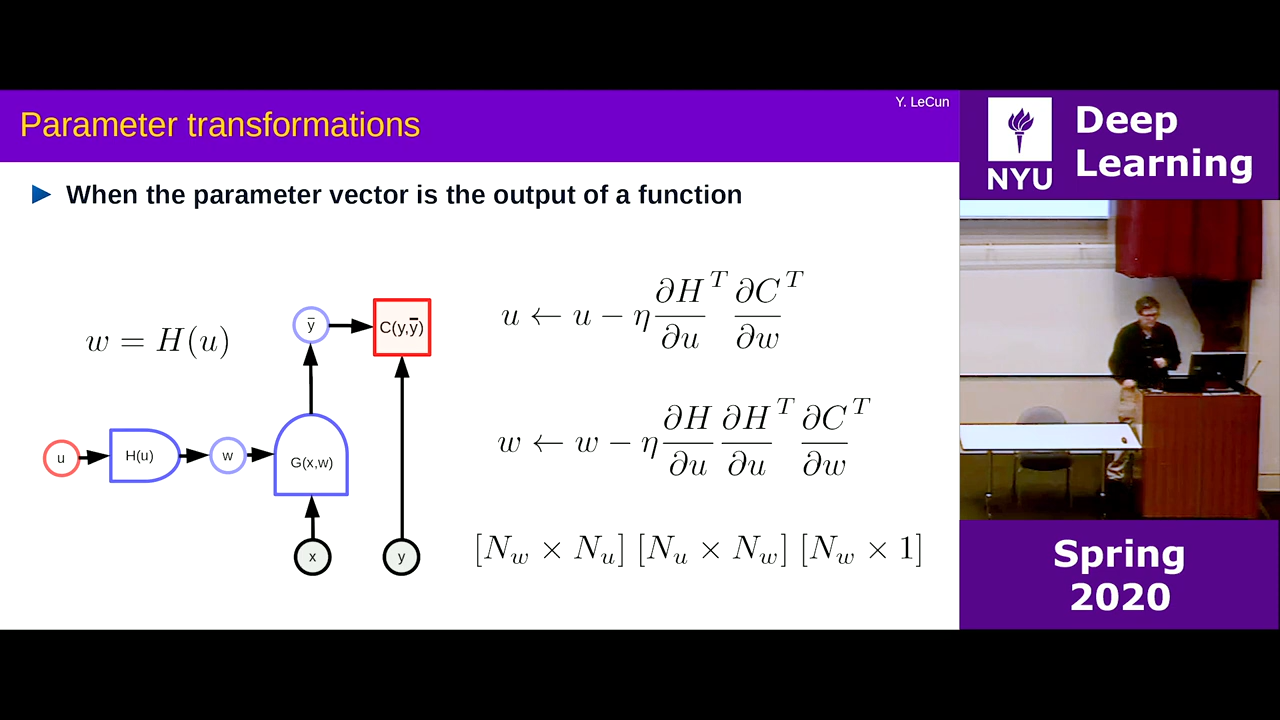 Y. LeCun
Parameter transformations
When the parameter vector is the output of a function
w = H(u)
u
H(u)
w
G(x,w)
ȳ
C(y,ȳ)
x
y
u ← u − η ∂H/∂u^T ∂C/∂w^T
w ← w − η ∂H/∂u ∂H/∂u^T ∂C/∂w^T
[N_w × N_u] [N_u × N_w] [N_w × 1]
NYU
Deep
Learning
Spring
2020